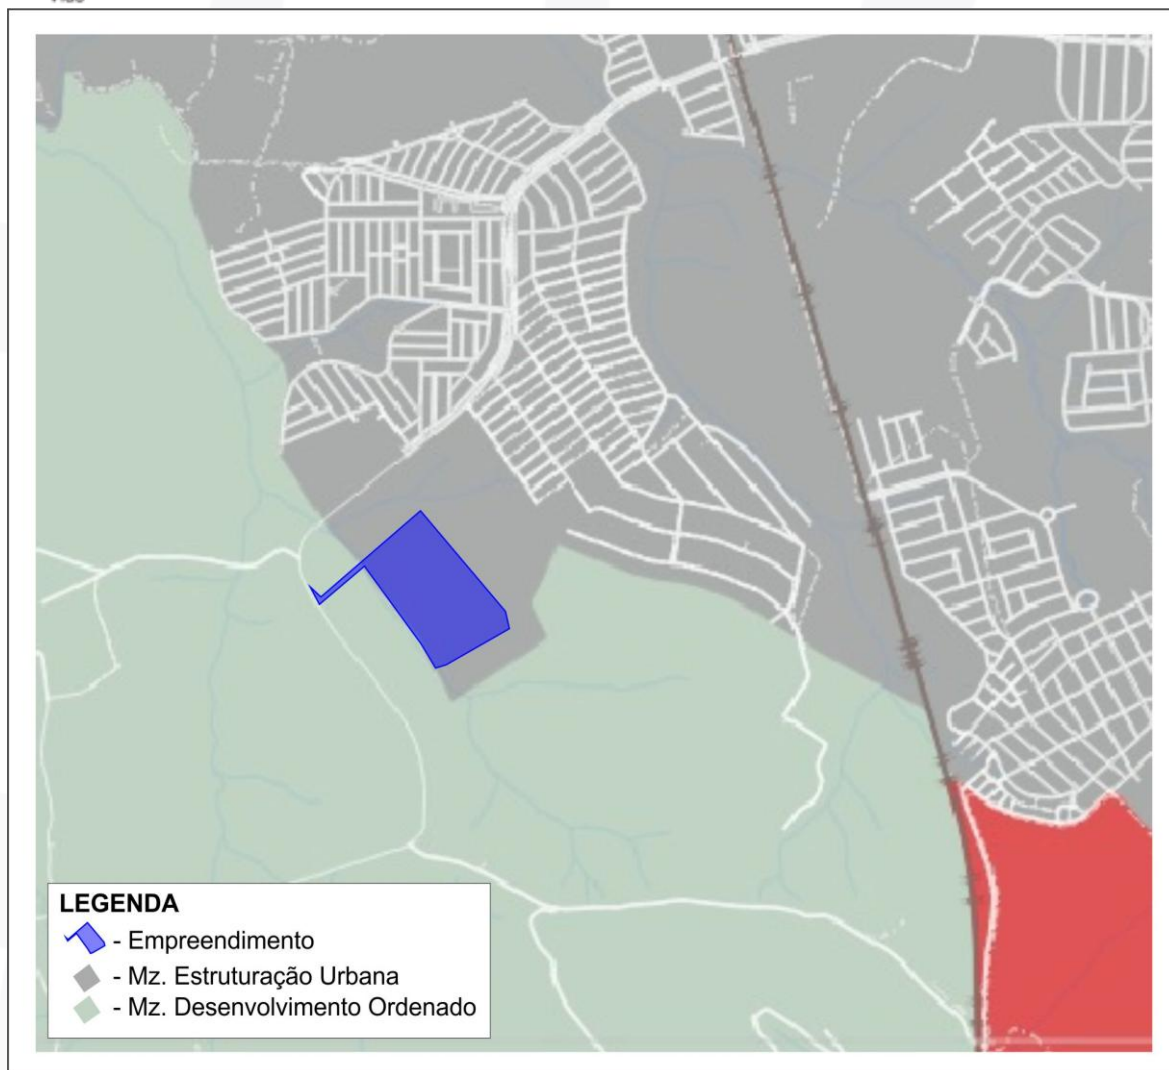 LEGENDA
- Empreendimento
- Mz. Estruturação Urbana
- Mz. Desenvolvimento Ordenado